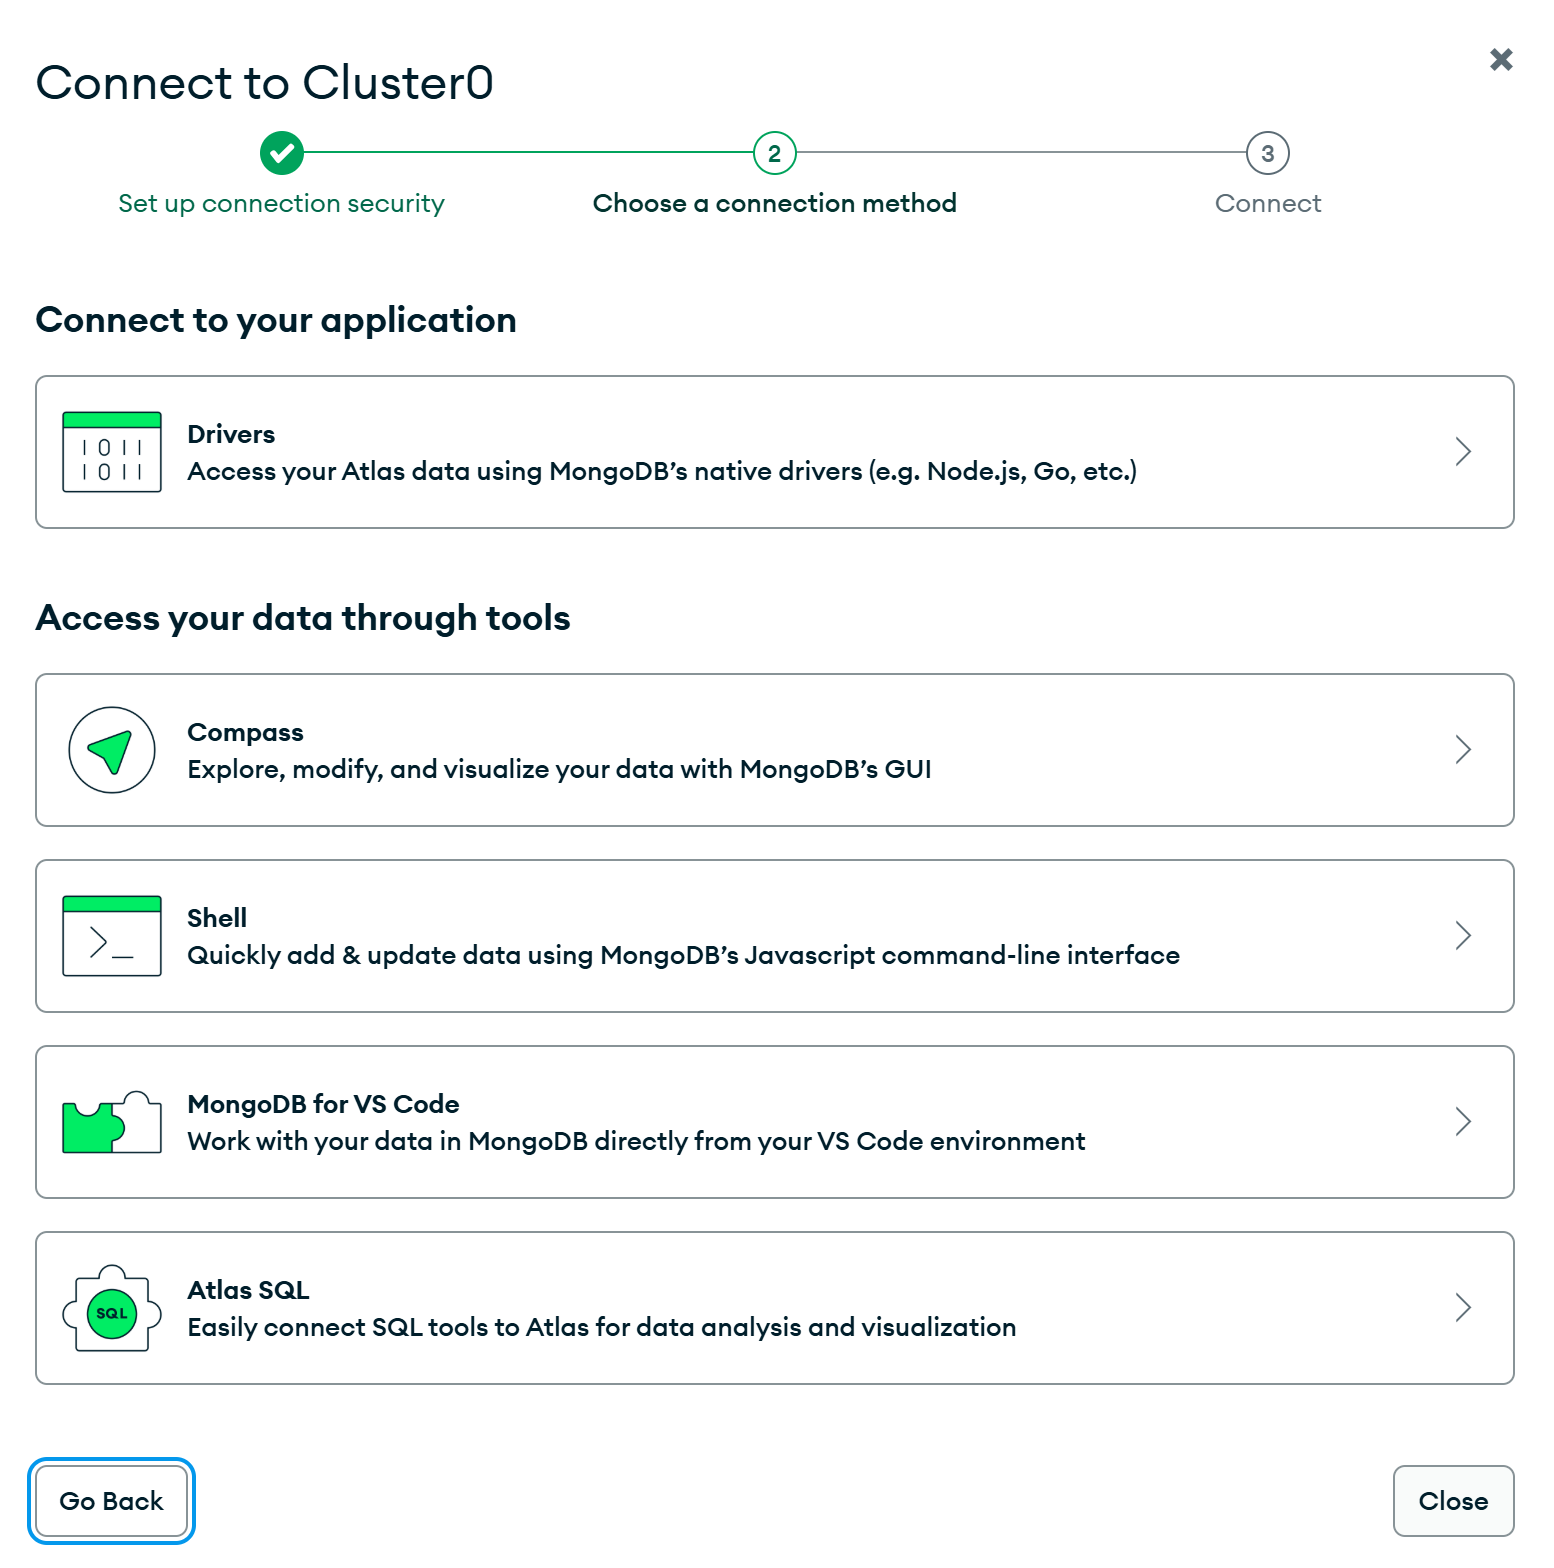 Connect to Cluster0
2
3
Set up connection security
Choose a connection method
Connect
Connect to your application
1011
1011
Drivers
Access your Atlas data using MongoDB’s native drivers (e.g. Node.js, Go, etc.)
Access your data through tools
Compass
Explore, modify, and visualize your data with MongoDB’s GUI
>_
Shell
Quickly add & update data using MongoDB’s Javascript command-line interface
MongoDB for VS Code
Work with your data in MongoDB directly from your VS Code environment
SQL
Atlas SQL
Easily connect SQL tools to Atlas for data analysis and visualization
Go Back
Close